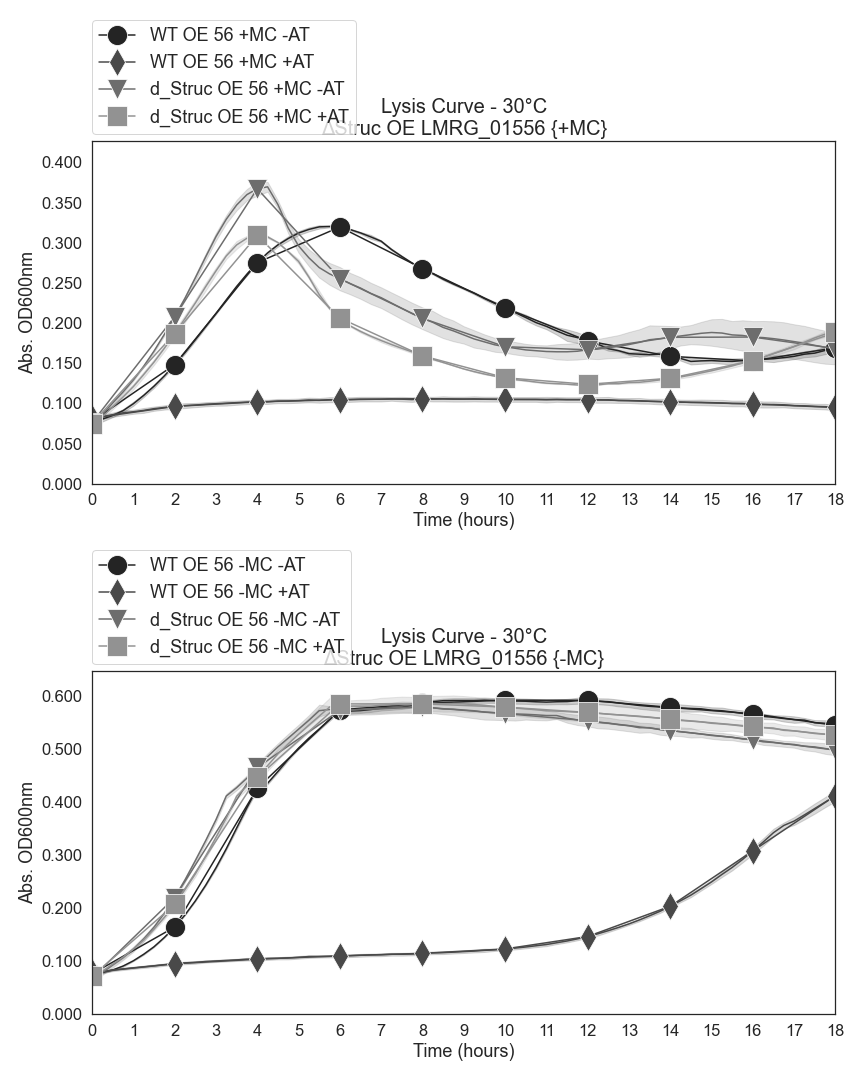 WT OE 56 +MC -AT
WT OE 56 +MC +AT
d_Struc OE 56 +MC -AT
d_Struc OE 56 +MC +AT
Lysis Curve - 30°C
ΔStruc OE LMRG_01556 {+MC}
Abs. OD600nm
0.400
0.350
0.300
0.250
0.200
0.150
0.100
0.050
0.000
0 1 2 3 4 5 6 7 8 9 10 11 12 13 14 15 16 17 18
Time (hours)
WT OE 56 -MC -AT
WT OE 56 -MC +AT
d_Struc OE 56 -MC -AT
d_Struc OE 56 -MC +AT
Lysis Curve - 30°C
ΔStruc OE LMRG_01556 {-MC}
Abs. OD600nm
0.600
0.500
0.400
0.300
0.200
0.100
0.000
0 1 2 3 4 5 6 7 8 9 10 11 12 13 14 15 16 17 18
Time (hours)